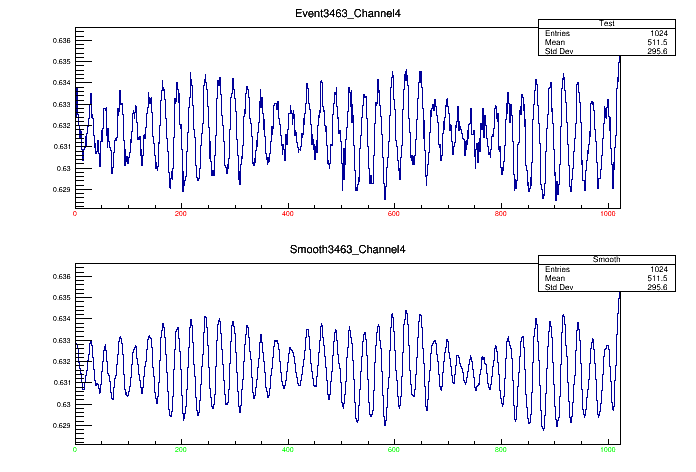 Event3463_Channel4
Test
Entries 1024
Mean 511.5
Std Dev 295.6
0.636
0.635
0.634
0.633
0.632
0.631
0.63
0.629
0 200 400 600 800 1000
Smooth3463_Channel4
Smooth
Entries 1024
Mean 511.5
Std Dev 295.6
0.636
0.635
0.634
0.633
0.632
0.631
0.63
0.629
0 200 400 600 800 1000